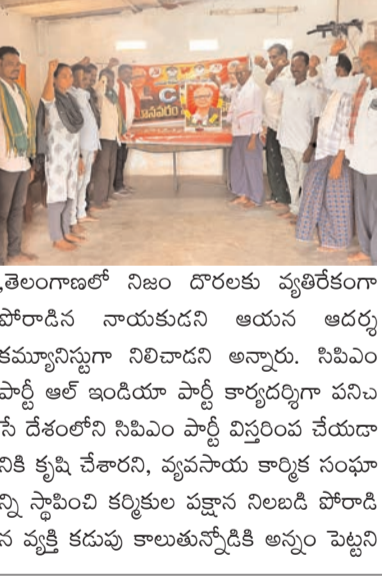 నవరం
,తెలంగాణలో నిజం దొరలకు వ్యతిరేకంగా
పోరాడిన నాయకుడని ఆయన ఆదర్శ
కమ్యూనిస్టుగా నిలిచాడని అన్నారు. సిపిఎం
పార్టీ ఆల్ ఇండియా పార్టీ కార్యదర్శిగా పనిచ
సే దేశంలోని సిపిఎం పార్టీ విస్తరింప చేయడా
నికి కృషి చేశారని, వ్యవసాయ కార్మిక సంఘా
న్ని స్థాపించి కర్మికుల పక్షాన నిలబడి పోరాడి
న వ్యక్తి కడుపు కాలుతున్నోడికి అన్నం పెట్టని